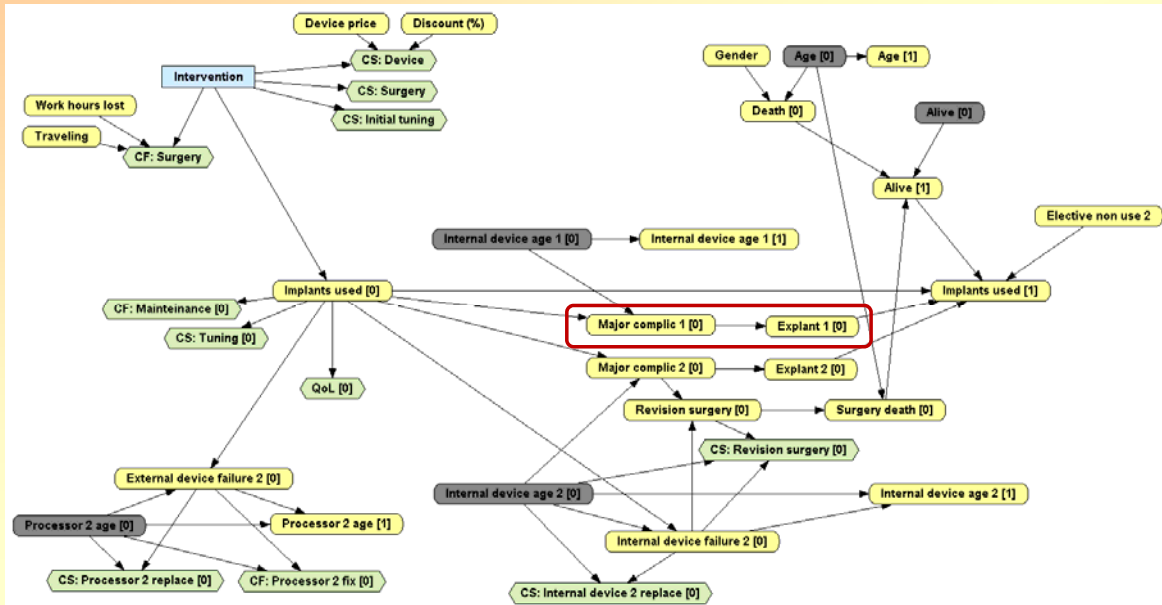 Device price
Discount (%)
CS: Device
Intervention
CS: Surgery
CS: Initial tuning
Work hours lost
Traveling
CF: Surgery
Gender
Age [0]
Age [1]
Death [0]
Alive [0]
Alive [1]
Elective non use 2
Internal device age 1 [0]
Internal device age 1 [1]
Implants used [0]
Implants used [1]
CF: Mainteinance [0]
CS: Tuning [0]
Major complic 1 [0]
Explant 1 [0]
Major complic 2 [0]
Explant 2 [0]
QoL [0]
Revision surgery [0]
Surgery death [0]
CS: Revision surgery [0]
External device failure 2 [0]
Internal device age 2 [0]
Internal device age 2 [1]
Processor 2 age [0]
Processor 2 age [1]
Internal device failure 2 [0]
CS: Processor 2 replace [0]
CF: Processor 2 fix [0]
CS: Internal device 2 replace [0]